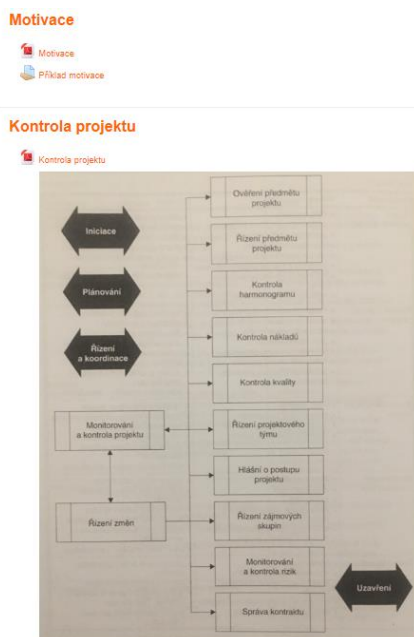 Motivace
Motivace
Příklad motivace
Kontrola projektu
Kontrola projektu
Iniciace
Plánování
Řízení
a koordinace
Monitorování
a kontrola projektu
Řízení změn
Ověření předmětu
projektu
Řízení předmětu
projektu
Kontrola
harmonogramu
Kontrola nákladů
Kontrola kvality
Řízení projektového
týmu
Hlášní o postupu
projektu
Řízení zájmových
skupin
Monitorování
a kontrola rizik
Správa kontraktu
Uzavření